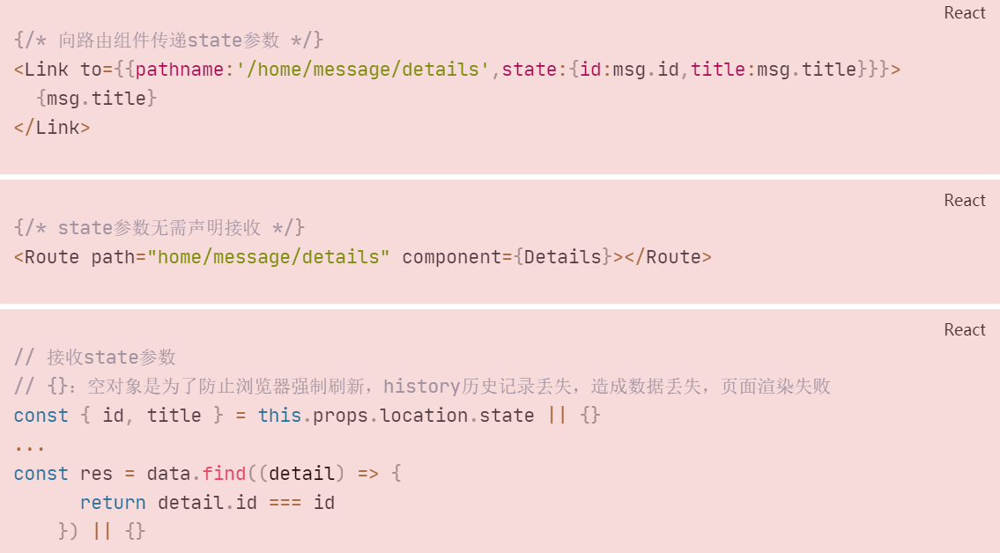 React
{/* 向路由组件传递state参数 */}
<Link to={{pathname:'/home/message/details',state:{id:msg.id,title:msg.title}}}>
  {msg.title}
</Link>
React
{/* state参数无需声明接收 */}
<Route path="home/message/details" component={Details}></Route>
React
// 接收state参数
// {}：空对象是为了防止浏览器强制刷新，history历史记录丢失，造成数据丢失，页面渲染失败
const { id, title } = this.props.location.state || {}
...
const res = data.find((detail) => {
      return detail.id === id
    }) || {}